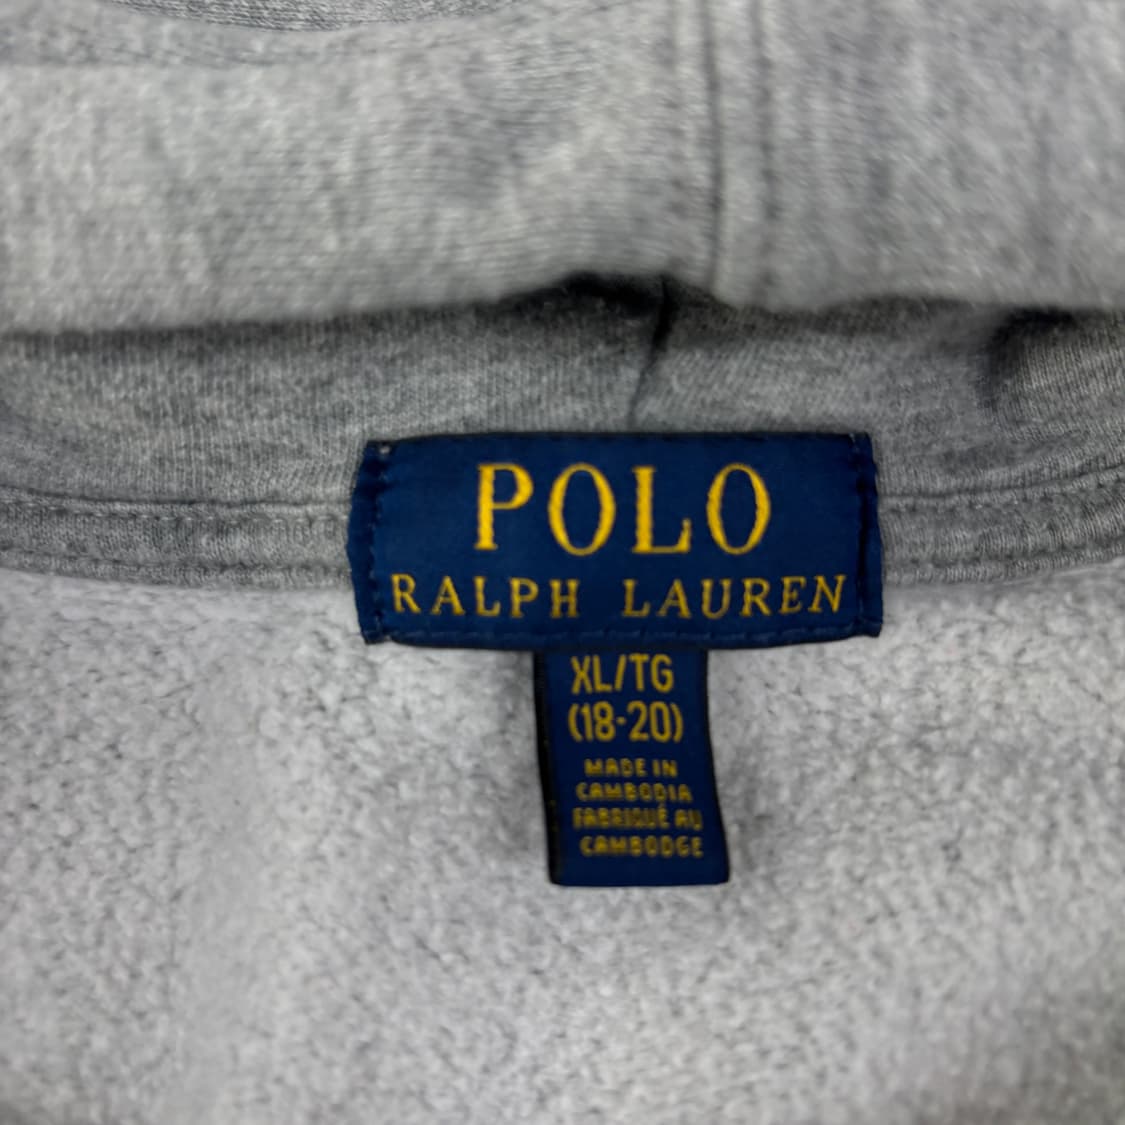 POLO
RALPH LAUREN
XL/TG
(18-20)
MADE IN
CAMBODIA
FABRIQUÉ AU
CAMBODGE